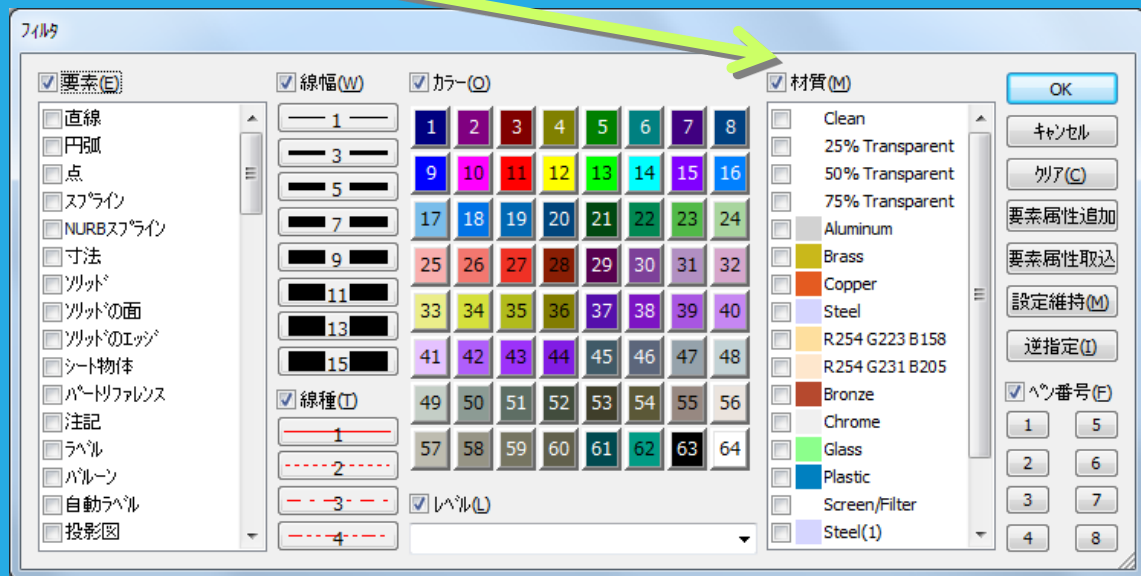 フィルタ
要素(E)
直線
円弧
点
スプライン
NURBスプライン
寸法
ソリッド
ソリッドの面
ソリッドのエッジ
シート物体
パートリファレンス
注記
ラベル
バルーン
自動ラベル
投影図
線幅(W)
1
3
5
7
9
11
13
15
線種(T)
1
2
3
4
カラー(O)
1 2 3 4 5 6 7 8
9 10 11 12 13 14 15 16
17 18 19 20 21 22 23 24
25 26 27 28 29 30 31 32
33 34 35 36 37 38 39 40
41 42 43 44 45 46 47 48
49 50 51 52 53 54 55 56
57 58 59 60 61 62 63 64
レベル(L)
材質(M)
Clean
25% Transparent
50% Transparent
75% Transparent
Aluminum
Brass
Copper
Steel
R254 G223 B158
R254 G231 B205
Bronze
Chrome
Glass
Plastic
Screen/Filter
Steel(1)
OK
キャンセル
クリア(C)
要素属性追加
要素属性取込
設定維持(M)
逆指定(I)
ペン番号(F)
1 5
2 6
3 7
4 8